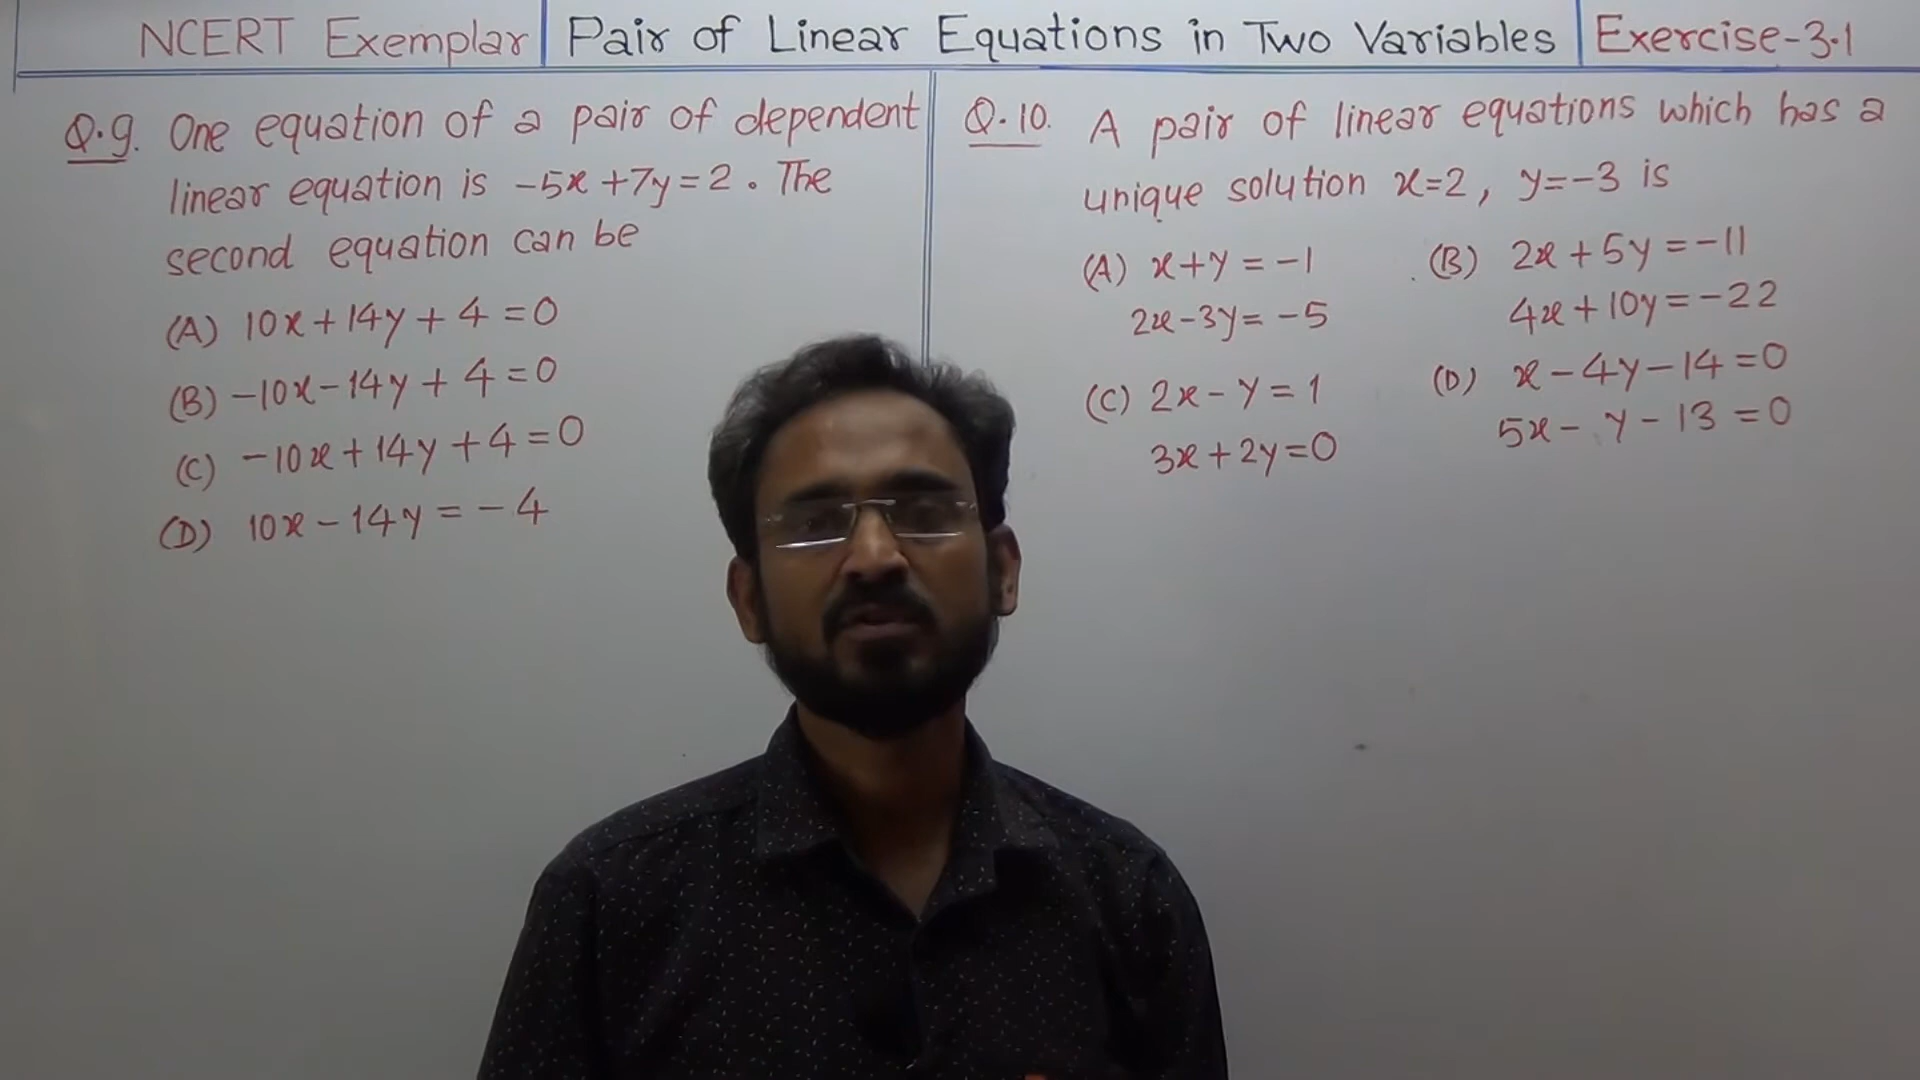 NCERT Exemplar | Pair of Linear Equations in Two Variables | Exercise-3.1
Q.9. One equation of a pair of dependent
linear equation is -5x+7y=2. The
second equation can be
(A) 10x+14y+4=0
(B) -10x-14y+4=0
(C) -10x+14y+4=0
(D) 10x-14y=-4
Q.10. A pair of linear equations which has a
unique solution x=2, y=-3 is
(A) x+y=-1
2x-3y=-5
(B) 2x+5y=-11
4x+10y=-22
(C) 2x-y=1
3x+2y=0
(D) x-4y-14=0
5x-y-13=0